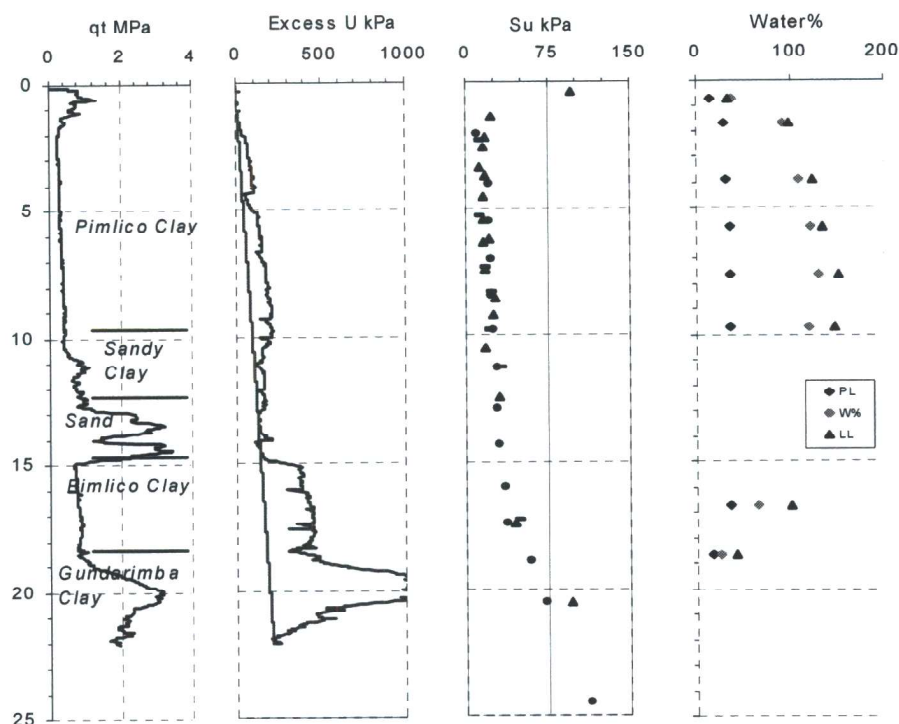 qt MPa
0 2 4
0
5
10
15
20
25
Pimlico Clay
Sandy
Clay
Sand
Bimlico Clay
Gundarimba
Clay
Excess U kPa
0 500 1000
Su kPa
0 75 150
Water%
0 100 200
PL
W%
LL